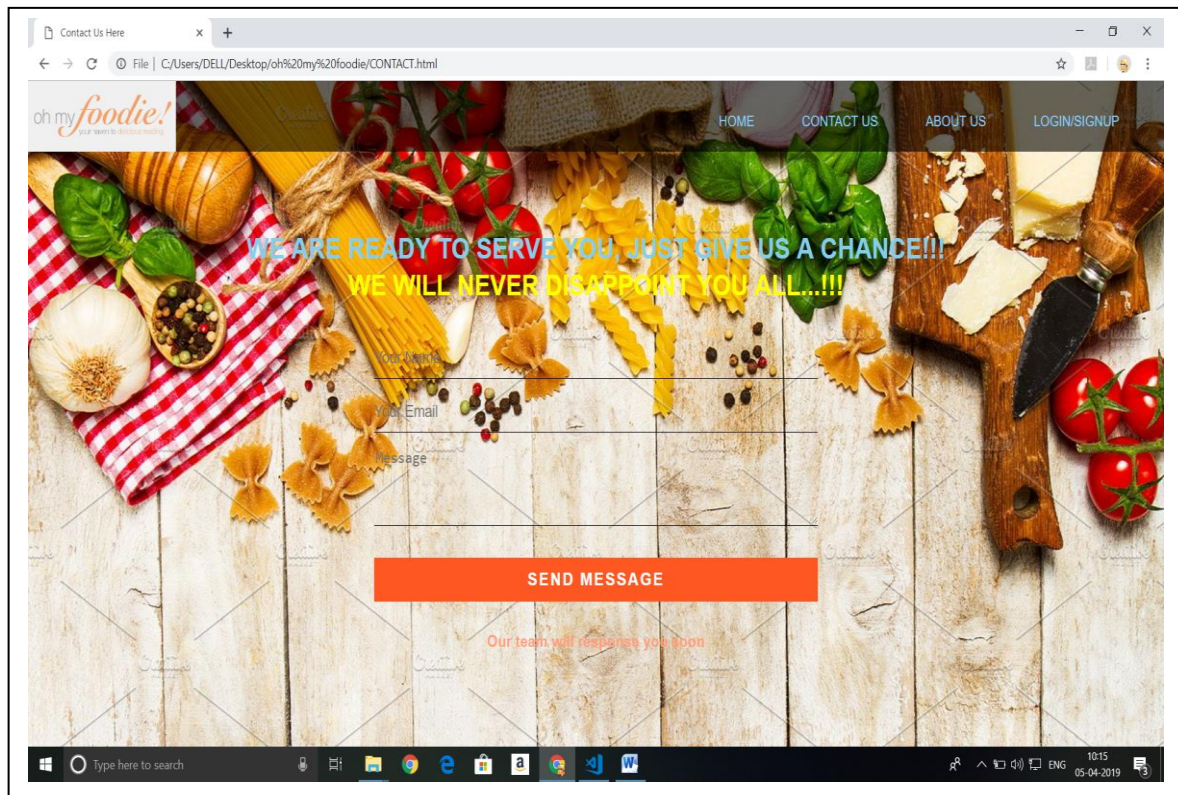 Contact Us Here
File | C:/Users/DELL/Desktop/oh%20my%20foodie/CONTACT.html
oh my foodie!
HOME CONTACT US ABOUT US LOGIN/SIGNUP
WE ARE READY TO SERVE YOU, JUST GIVE US A CHANCE!!!
WE WILL NEVER DISAPPOINT YOU ALL...!!!
Your Name
Your Email
Message
SEND MESSAGE
Our team will response you soon
Type here to search
ENG
10:15
05-04-2019
3